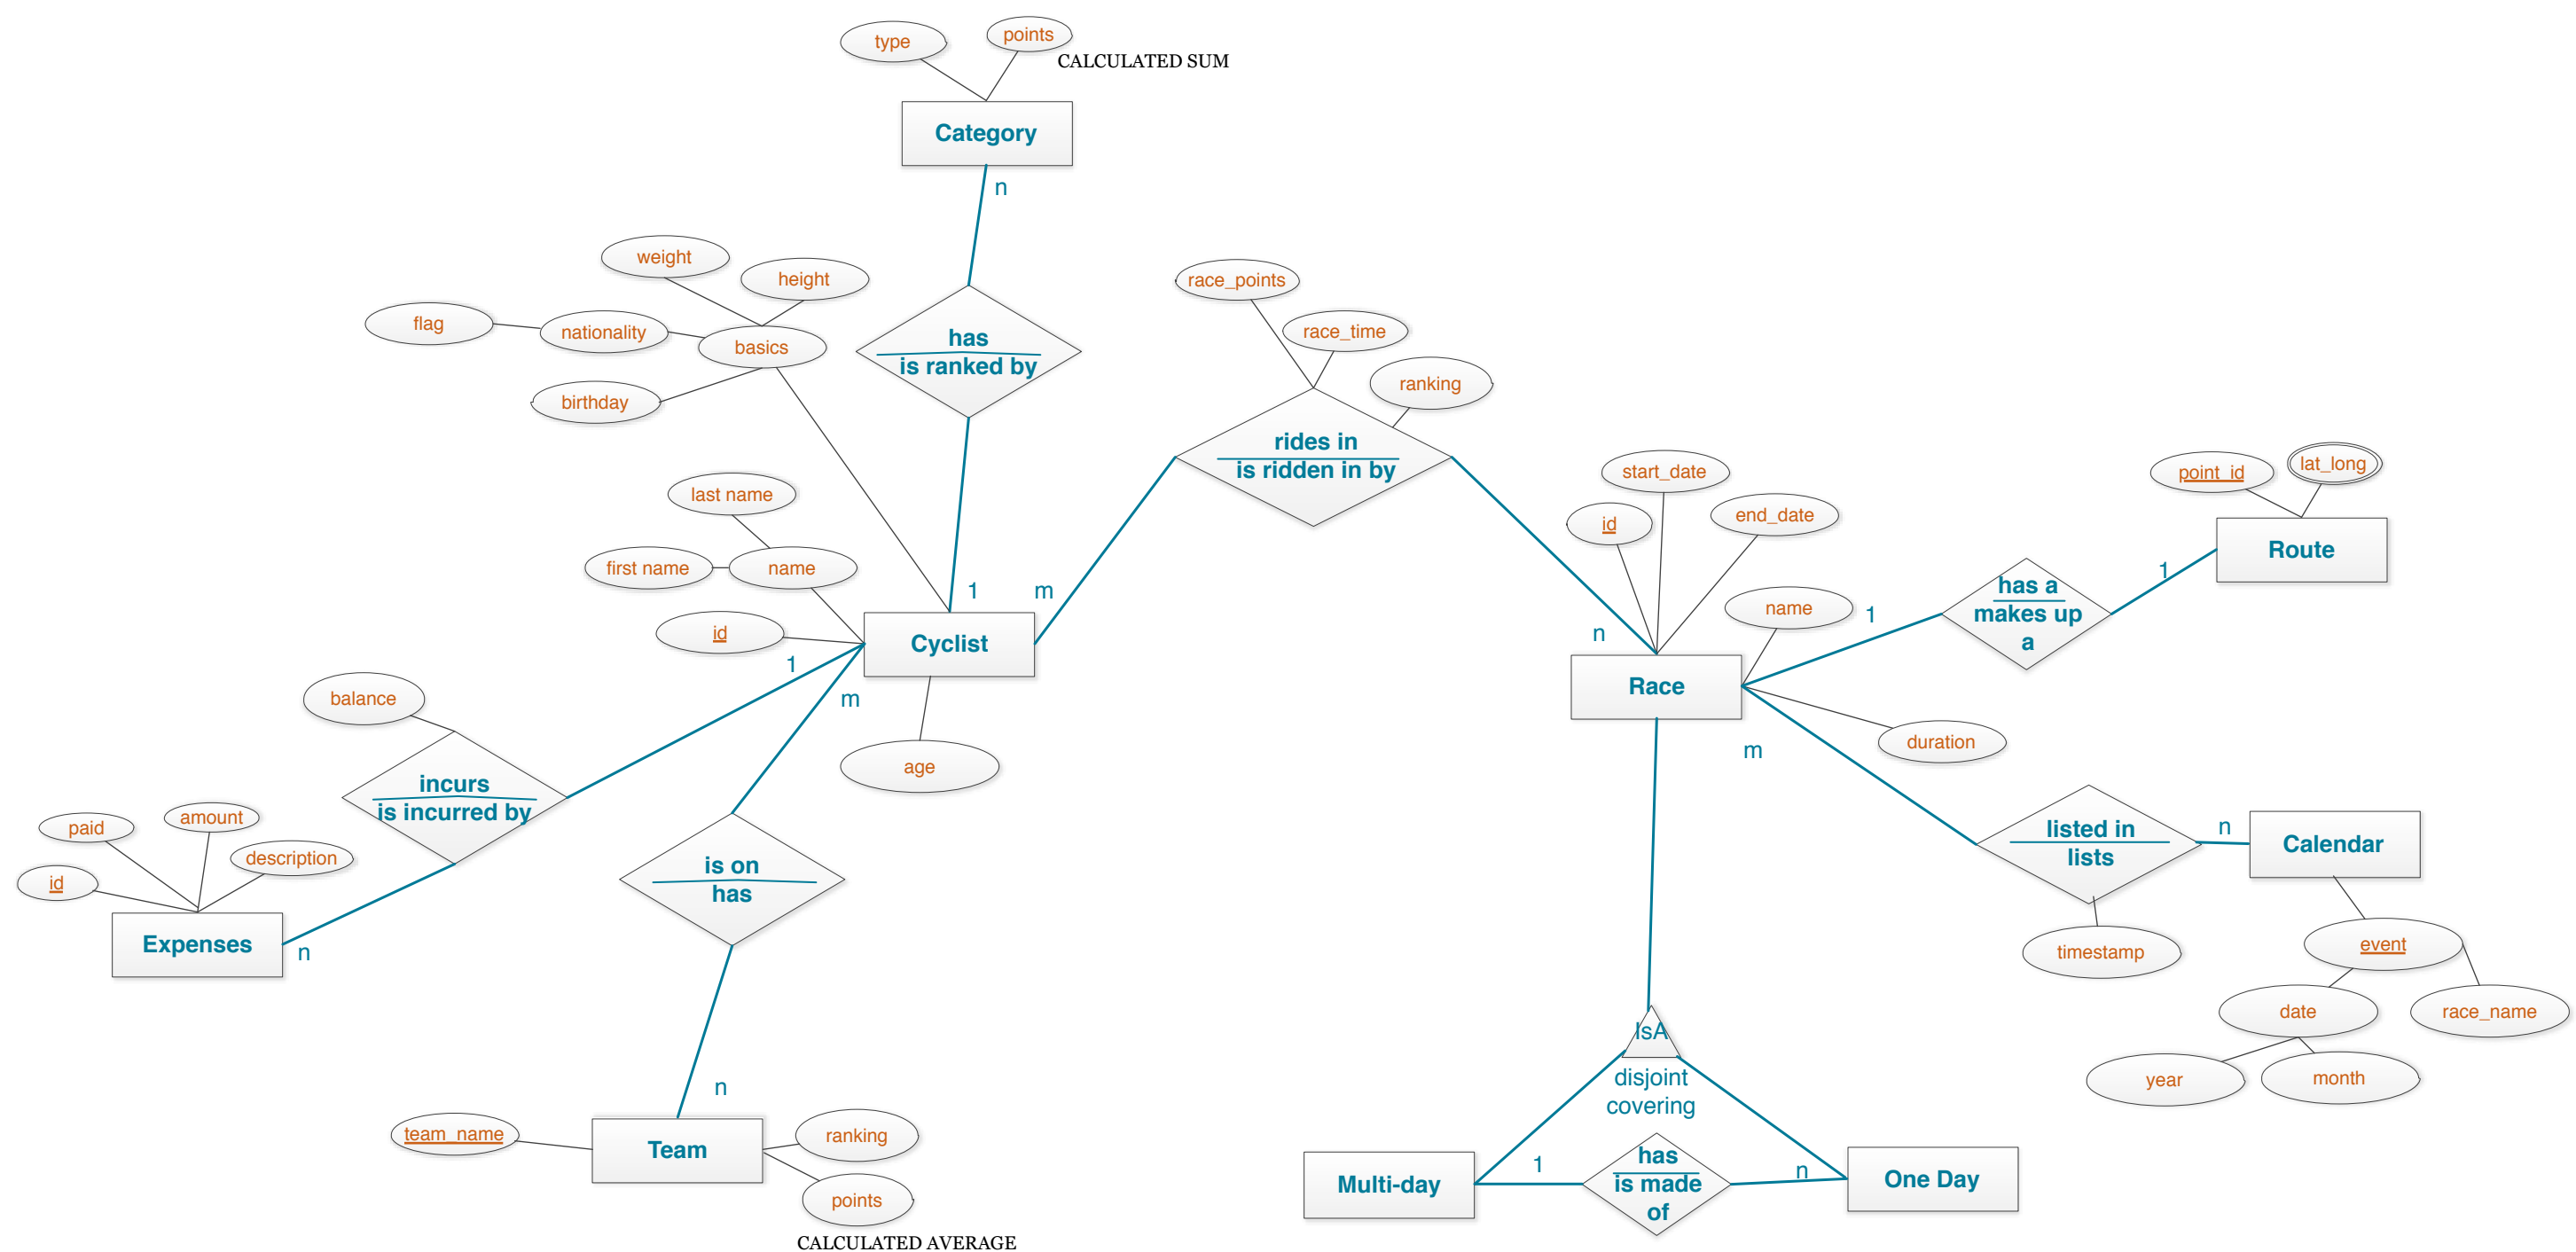 type
points
CALCULATED SUM
Category
n
weight
height
flag
nationality
basics
birthday
has
is ranked by
race_points
race_time
ranking
rides in
is ridden in by
last name
first name
name
id
1
m
Cyclist
1
m
age
start_date
id
end_date
name
n
Race
1
duration
m
point_id
lat_long
Route
1
has a
makes up
a
balance
incurs
is incurred by
paid
amount
description
id
Expenses
n
is on
has
n
team_name
Team
ranking
points
CALCULATED AVERAGE
listed in
lists
n
Calendar
timestamp
event
date
race_name
year
month
IsA
disjoint
covering
Multi-day
1
has
is made
of
n
One Day